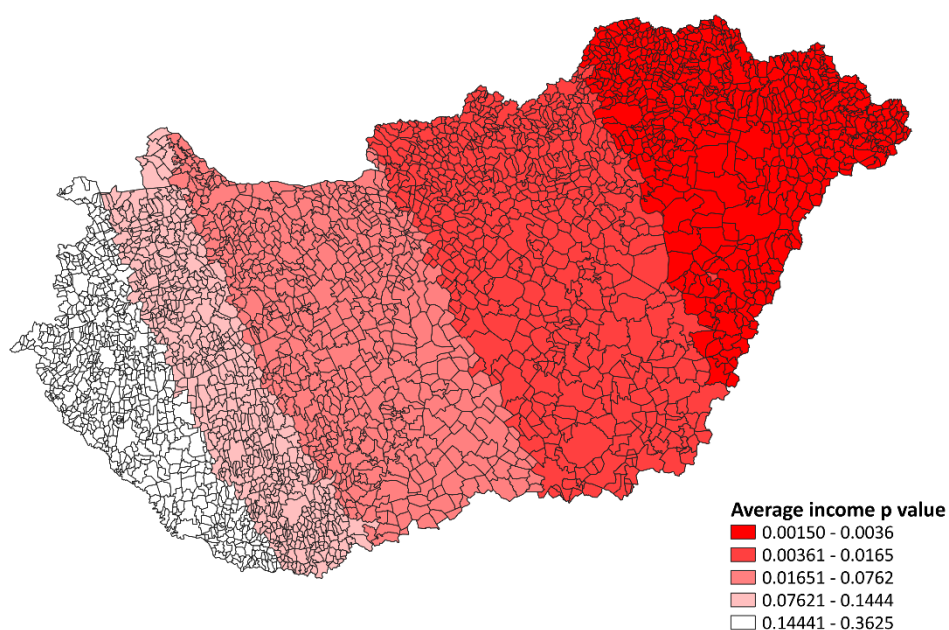 Average income p value
0.00150 - 0.0036
0.00361 - 0.0165
0.01651 - 0.0762
0.07621 - 0.1444
0.14441 - 0.3625